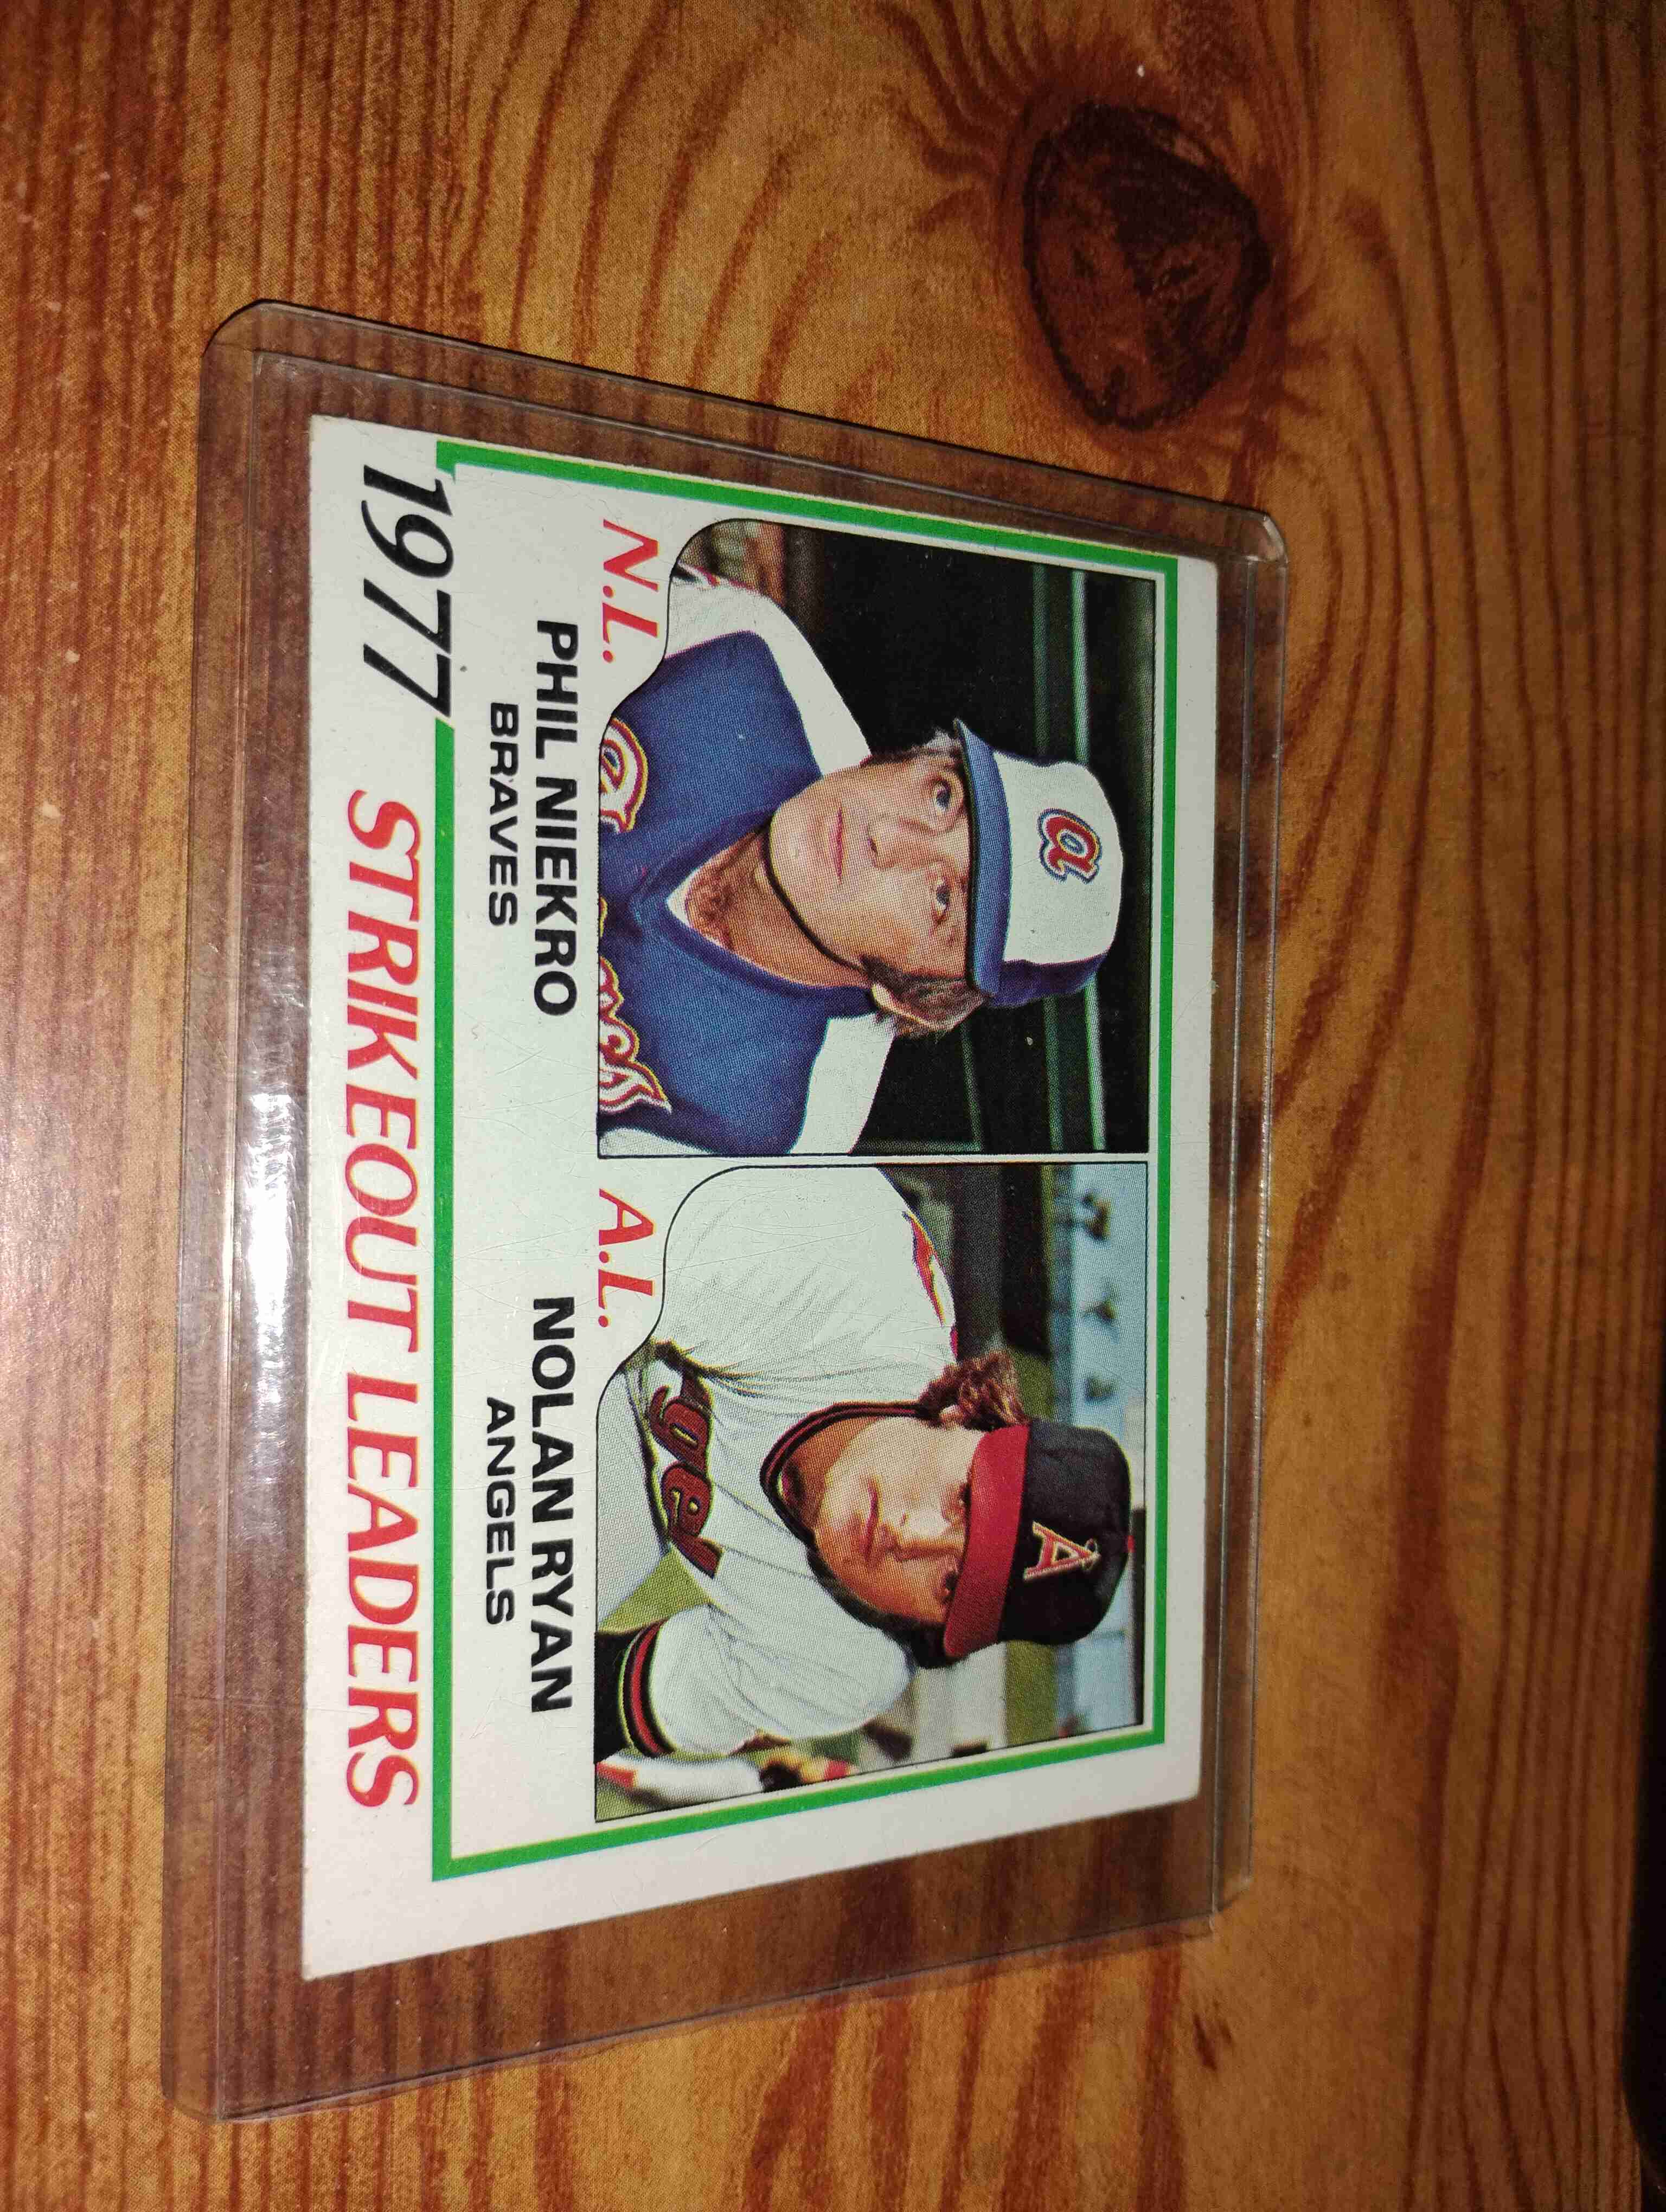 a
A
N.L.
A.L.
PHIL NIEKRO
NOLAN RYAN
BRAVES
ANGELS
1977 STRIKEOUT LEADERS